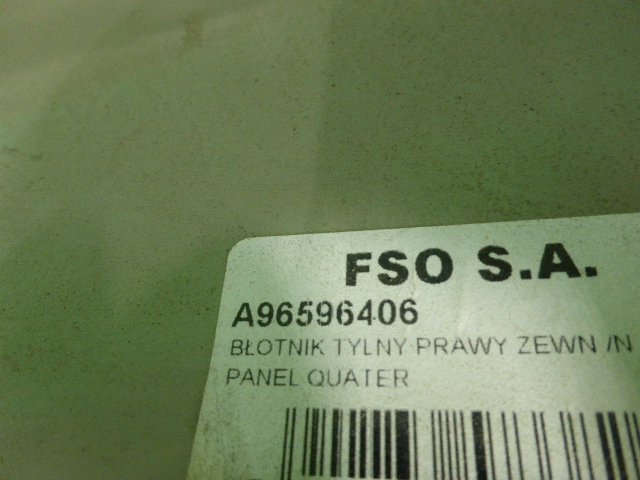 FSO S.A.
A96596406
BŁOTNIK TYLNY PRAWY ZEWN /N
PANEL QUATER